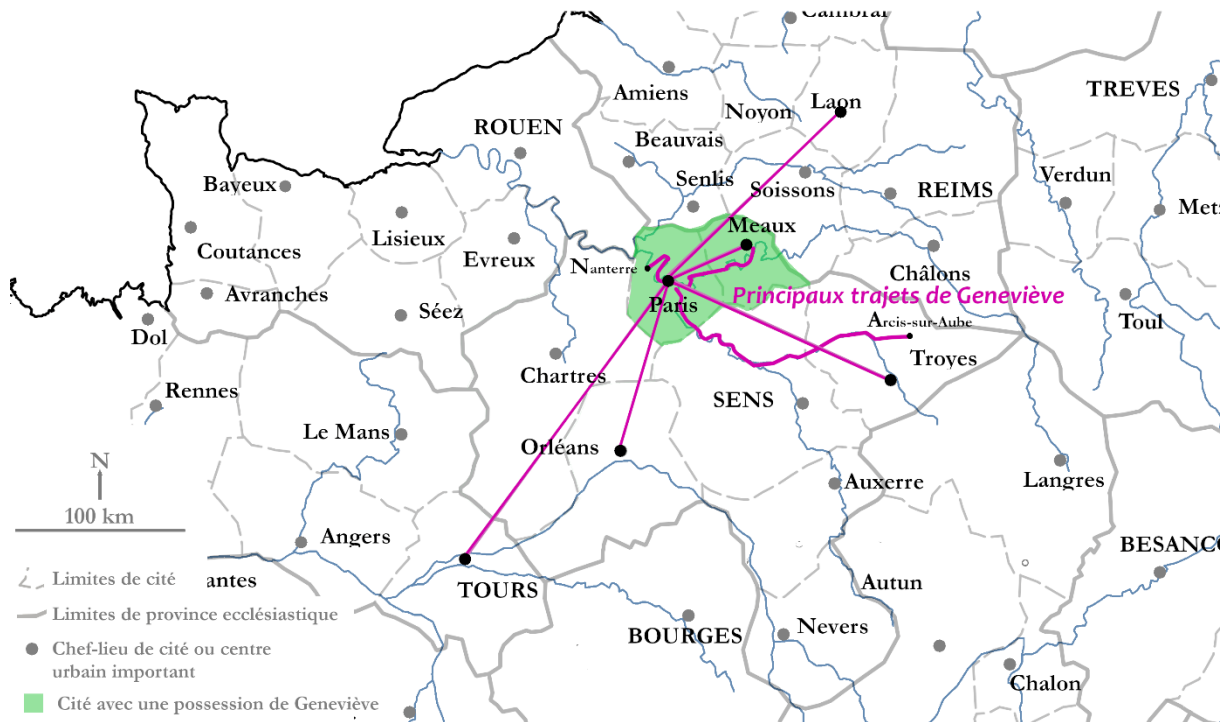 Cambrai
Amiens
Noyon
Laon
TREVES
ROUEN
Beauvais
Senlis
Soissons
REIMS
Verdun
Bayeux
Metz
Coutances
Lisieux
Evreux
Meaux
Nanterre
Châlons
Avranches
Paris
Principaux trajets de Geneviève
Séez
Arcis-sur-Aube
Toul
Dol
Troyes
Chartres
Rennes
SENS
Le Mans
Orléans
N
Auxerre
Langres
100 km
Angers
BESANCO
Limites de cité
antes
TOURS
Autun
Limites de province ecclésiastique
BOURGES
Nevers
Chef-lieu de cité ou centre
urbain important
Chalon
Cité avec une possession de Geneviève